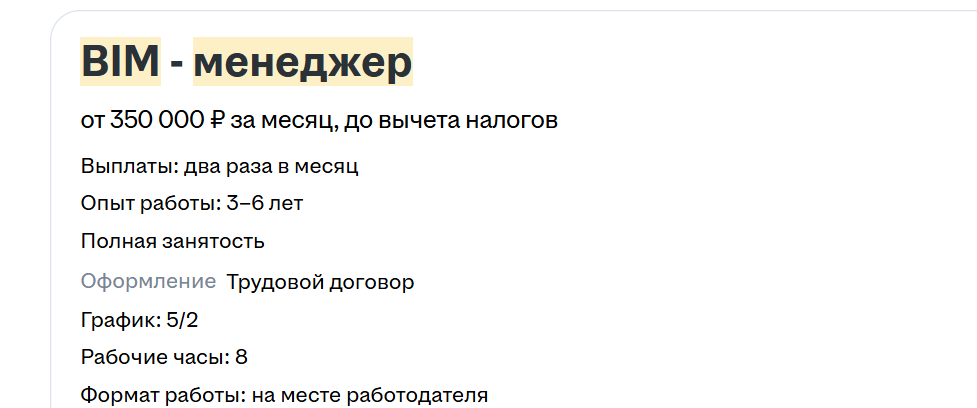 BIM - менеджер
от 350 000 ₽ за месяц, до вычета налогов
Выплаты: два раза в месяц
Опыт работы: 3–6 лет
Полная занятость
Оформление Трудовой договор
График: 5/2
Рабочие часы: 8
Формат работы: на месте работодателя